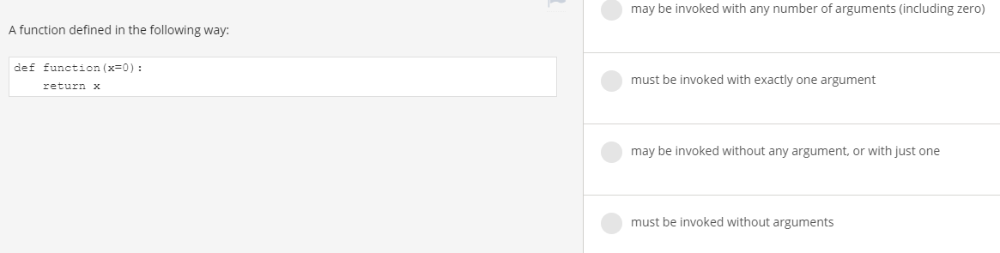 A function defined in the following way:
def function(x=0):
    return x
may be invoked with any number of arguments (including zero)
must be invoked with exactly one argument
may be invoked without any argument, or with just one
must be invoked without arguments